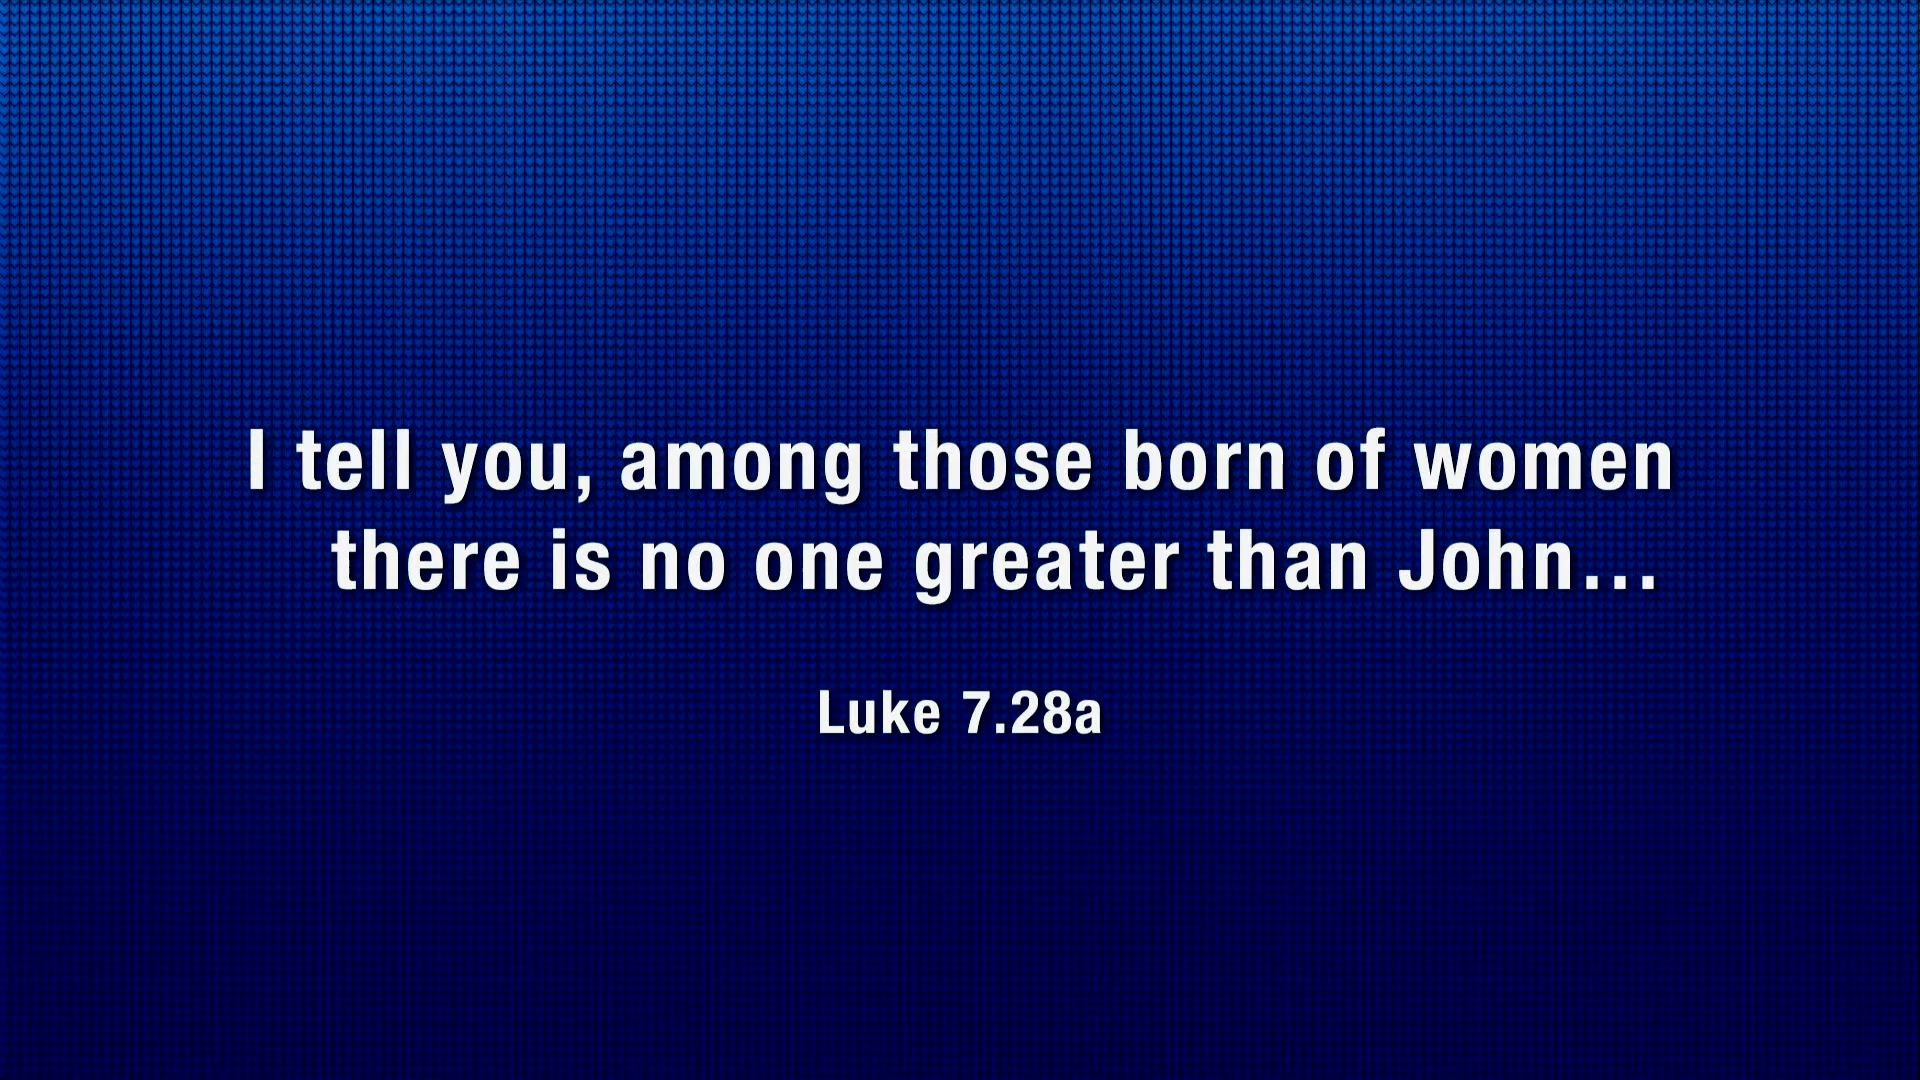 I tell you, among those born of women
there is no one greater than John…
Luke 7.28a